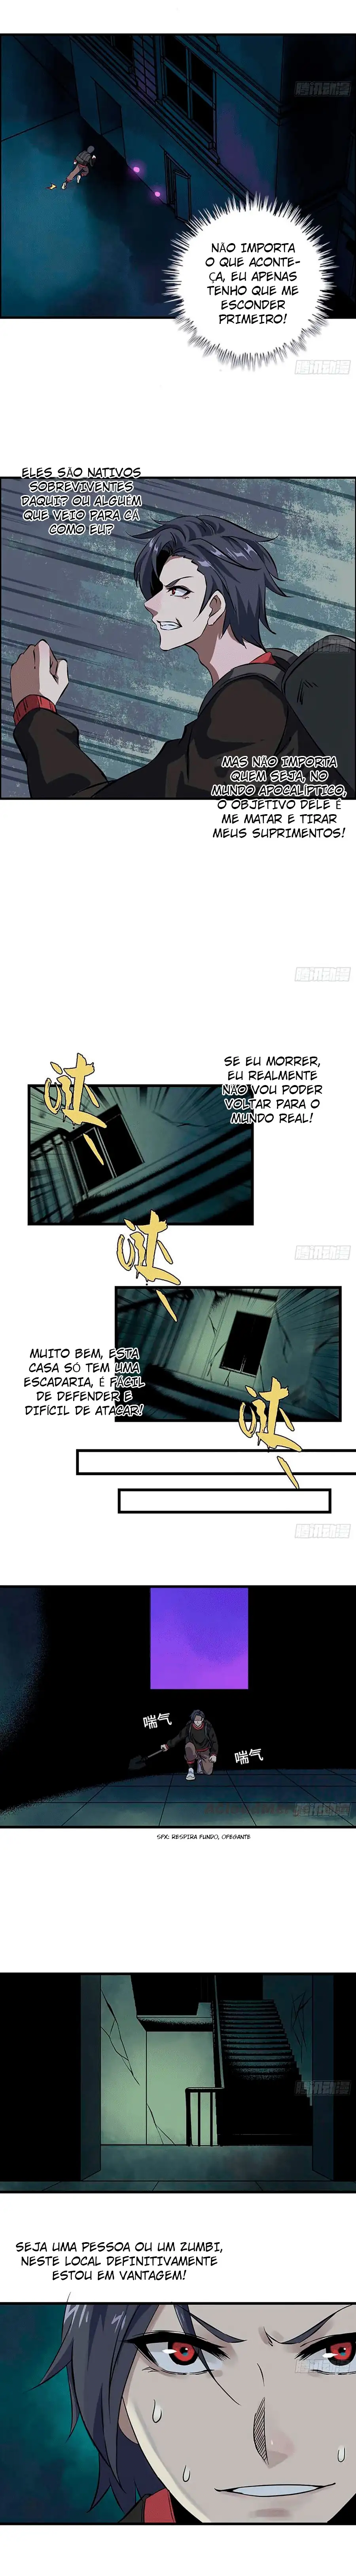 NÃO IMPORTA
O QUE ACONTE-
ÇA, EU APENAS
TENHO QUE ME
ESCONDER
PRIMEIRO!
ELES SÃO NATIVOS
SOBREVIVENTES
DAQUI? OU ALGUÉM
QUE VEIO PARA CÁ
COMO EU?
MAS NÃO IMPORTA
QUEM SEJA, NO
MUNDO APOCALÍPTICO,
O OBJETIVO DELE É
ME MATAR E TIRAR
MEUS SUPRIMENTOS!
SE EU MORRER,
EU REALMENTE
NÃO VOU PODER
VOLTAR PARA O
MUNDO REAL!
MUITO BEM, ESTA
CASA SÓ TEM UMA
ESCADARIA, É FÁCIL
DE DEFENDER E
DIFÍCIL DE ATACAR!
喘气
喘气
SFX: RESPIRA FUNDO, OFEGANTE
SEJA UMA PESSOA OU UM ZUMBI,
NESTE LOCAL DEFINITIVAMENTE
ESTOU EM VANTAGEM!